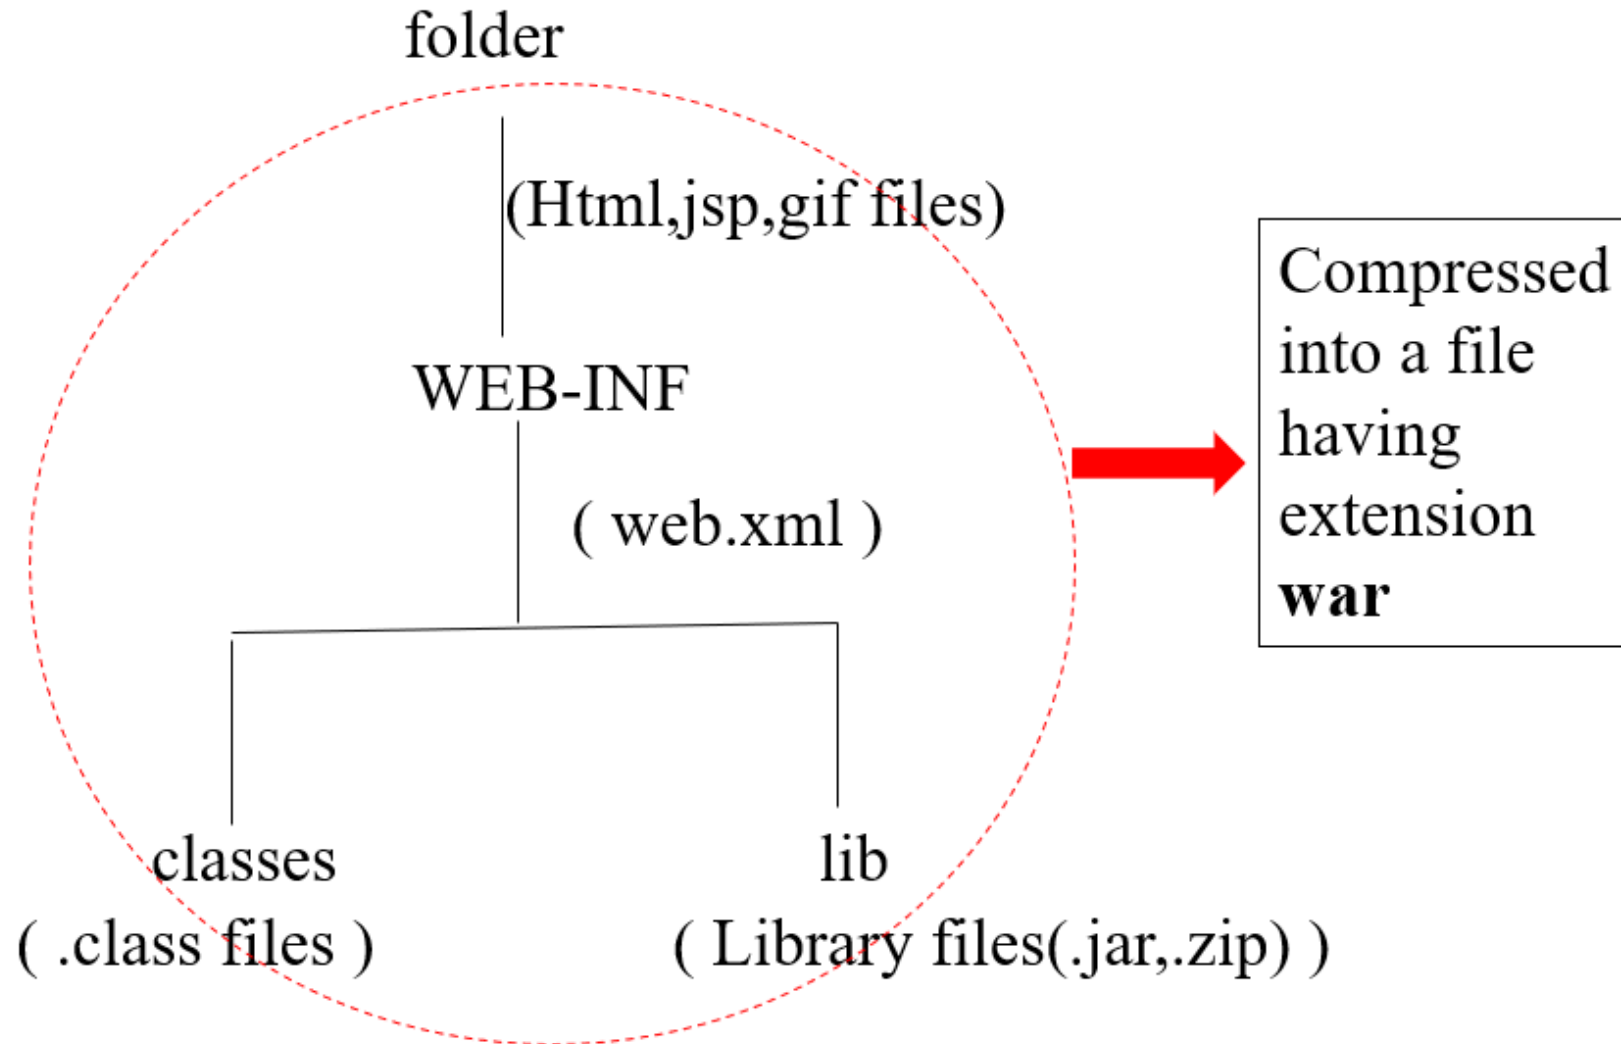 folder
(Html,jsp,gif files)
WEB-INF
( web.xml )
classes
( .class files )
lib
( Library files(.jar,.zip) )
Compressed
into a file
having
extension
war